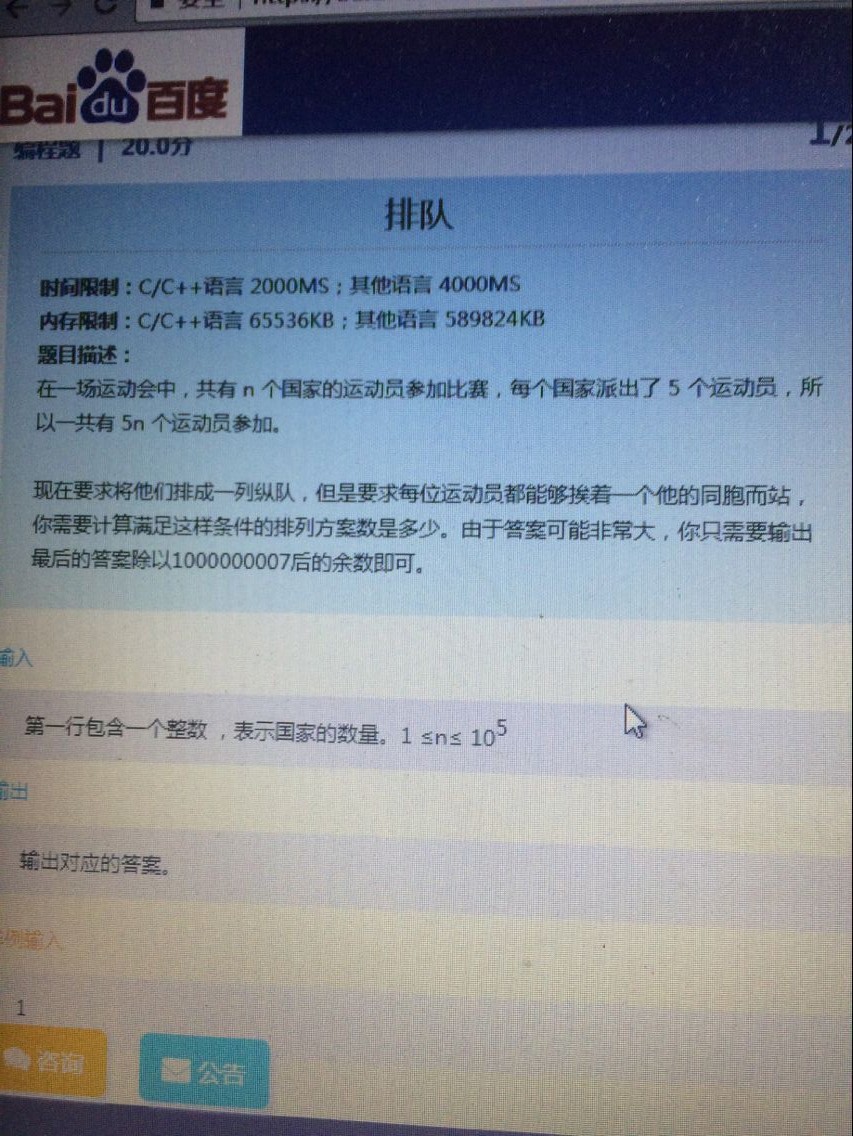 安全
Bai du 百度
编程题 | 20.0分
1/2
排队
时间限制：C/C++语言 2000MS；其他语言 4000MS
内存限制：C/C++语言 65536KB；其他语言 589824KB
题目描述：
在一场运动会中，共有 n 个国家的运动员参加比赛，每个国家派出了 5 个运动员，所
以一共有 5n 个运动员参加。
现在要求将他们排成一列纵队，但是要求每位运动员都能够挨着一个他的同胞而站，
你需要计算满足这样条件的排列方案数是多少。由于答案可能非常大，你只需要输出
最后的答案除以1000000007后的余数即可。
输入
第一行包含一个整数 ，表示国家的数量。1 ≤n≤ 10⁵
输出
输出对应的答案。
样例输入
1
咨询
公告